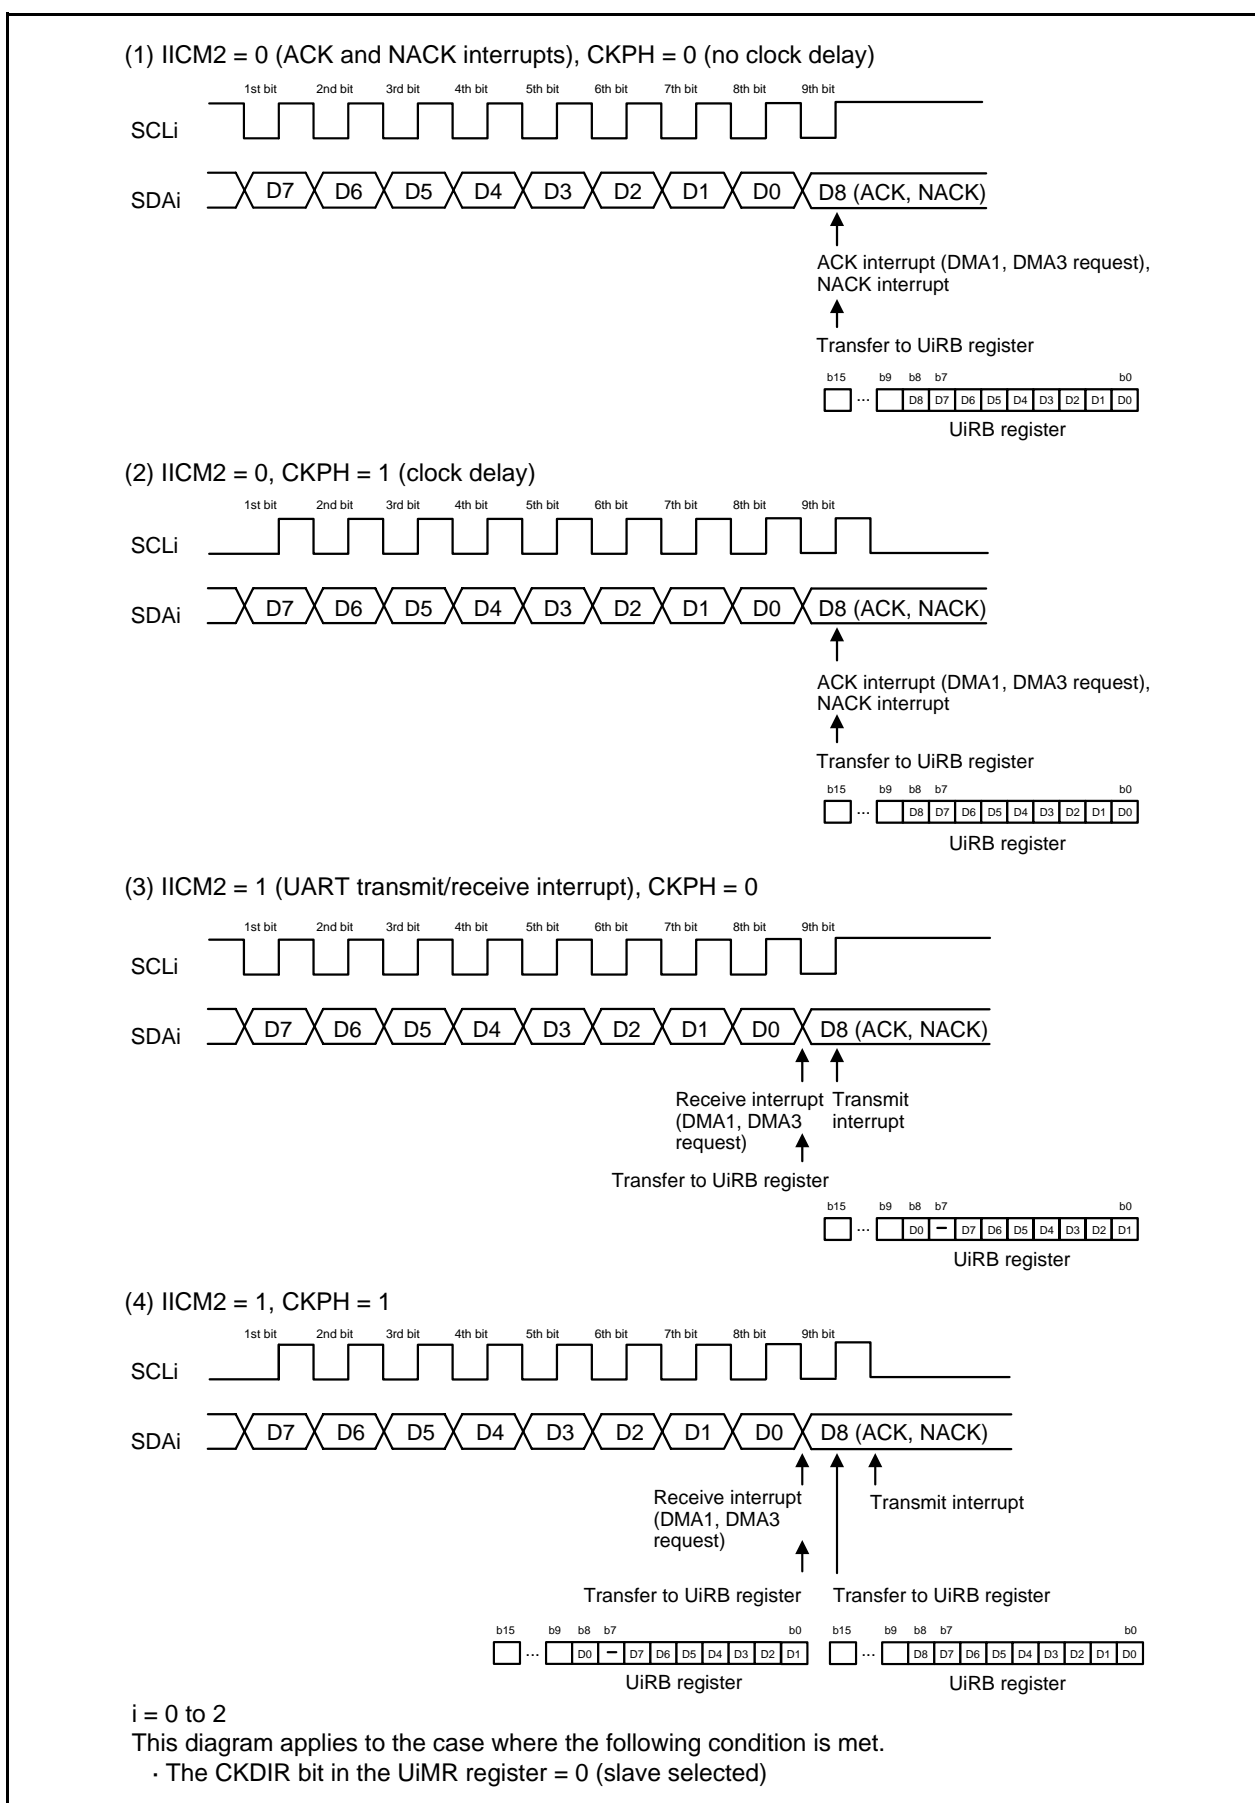 (1) IICM2 = 0 (ACK and NACK interrupts), CKPH = 0 (no clock delay)
1st bit 2nd bit 3rd bit 4th bit 5th bit 6th bit 7th bit 8th bit 9th bit
SCLi
SDAi D7 D6 D5 D4 D3 D2 D1 D0 D8 (ACK, NACK)
ACK interrupt (DMA1, DMA3 request),
NACK interrupt
Transfer to UiRB register
b15 b9 b8 b7 b0
... D8 D7 D6 D5 D4 D3 D2 D1 D0
UiRB register
(2) IICM2 = 0, CKPH = 1 (clock delay)
1st bit 2nd bit 3rd bit 4th bit 5th bit 6th bit 7th bit 8th bit 9th bit
SCLi
SDAi D7 D6 D5 D4 D3 D2 D1 D0 D8 (ACK, NACK)
ACK interrupt (DMA1, DMA3 request),
NACK interrupt
Transfer to UiRB register
b15 b9 b8 b7 b0
... D8 D7 D6 D5 D4 D3 D2 D1 D0
UiRB register
(3) IICM2 = 1 (UART transmit/receive interrupt), CKPH = 0
1st bit 2nd bit 3rd bit 4th bit 5th bit 6th bit 7th bit 8th bit 9th bit
SCLi
SDAi D7 D6 D5 D4 D3 D2 D1 D0 D8 (ACK, NACK)
Receive interrupt Transmit
(DMA1, DMA3 interrupt
request)
Transfer to UiRB register
b15 b9 b8 b7 b0
... D0 – D7 D6 D5 D4 D3 D2 D1
UiRB register
(4) IICM2 = 1, CKPH = 1
1st bit 2nd bit 3rd bit 4th bit 5th bit 6th bit 7th bit 8th bit 9th bit
SCLi
SDAi D7 D6 D5 D4 D3 D2 D1 D0 D8 (ACK, NACK)
Receive interrupt Transmit interrupt
(DMA1, DMA3
request)
Transfer to UiRB register Transfer to UiRB register
b15 b9 b8 b7 b0 b15 b9 b8 b7 b0
... D0 – D7 D6 D5 D4 D3 D2 D1 ... D8 D7 D6 D5 D4 D3 D2 D1 D0
UiRB register UiRB register
i = 0 to 2
This diagram applies to the case where the following condition is met.
· The CKDIR bit in the UiMR register = 0 (slave selected)